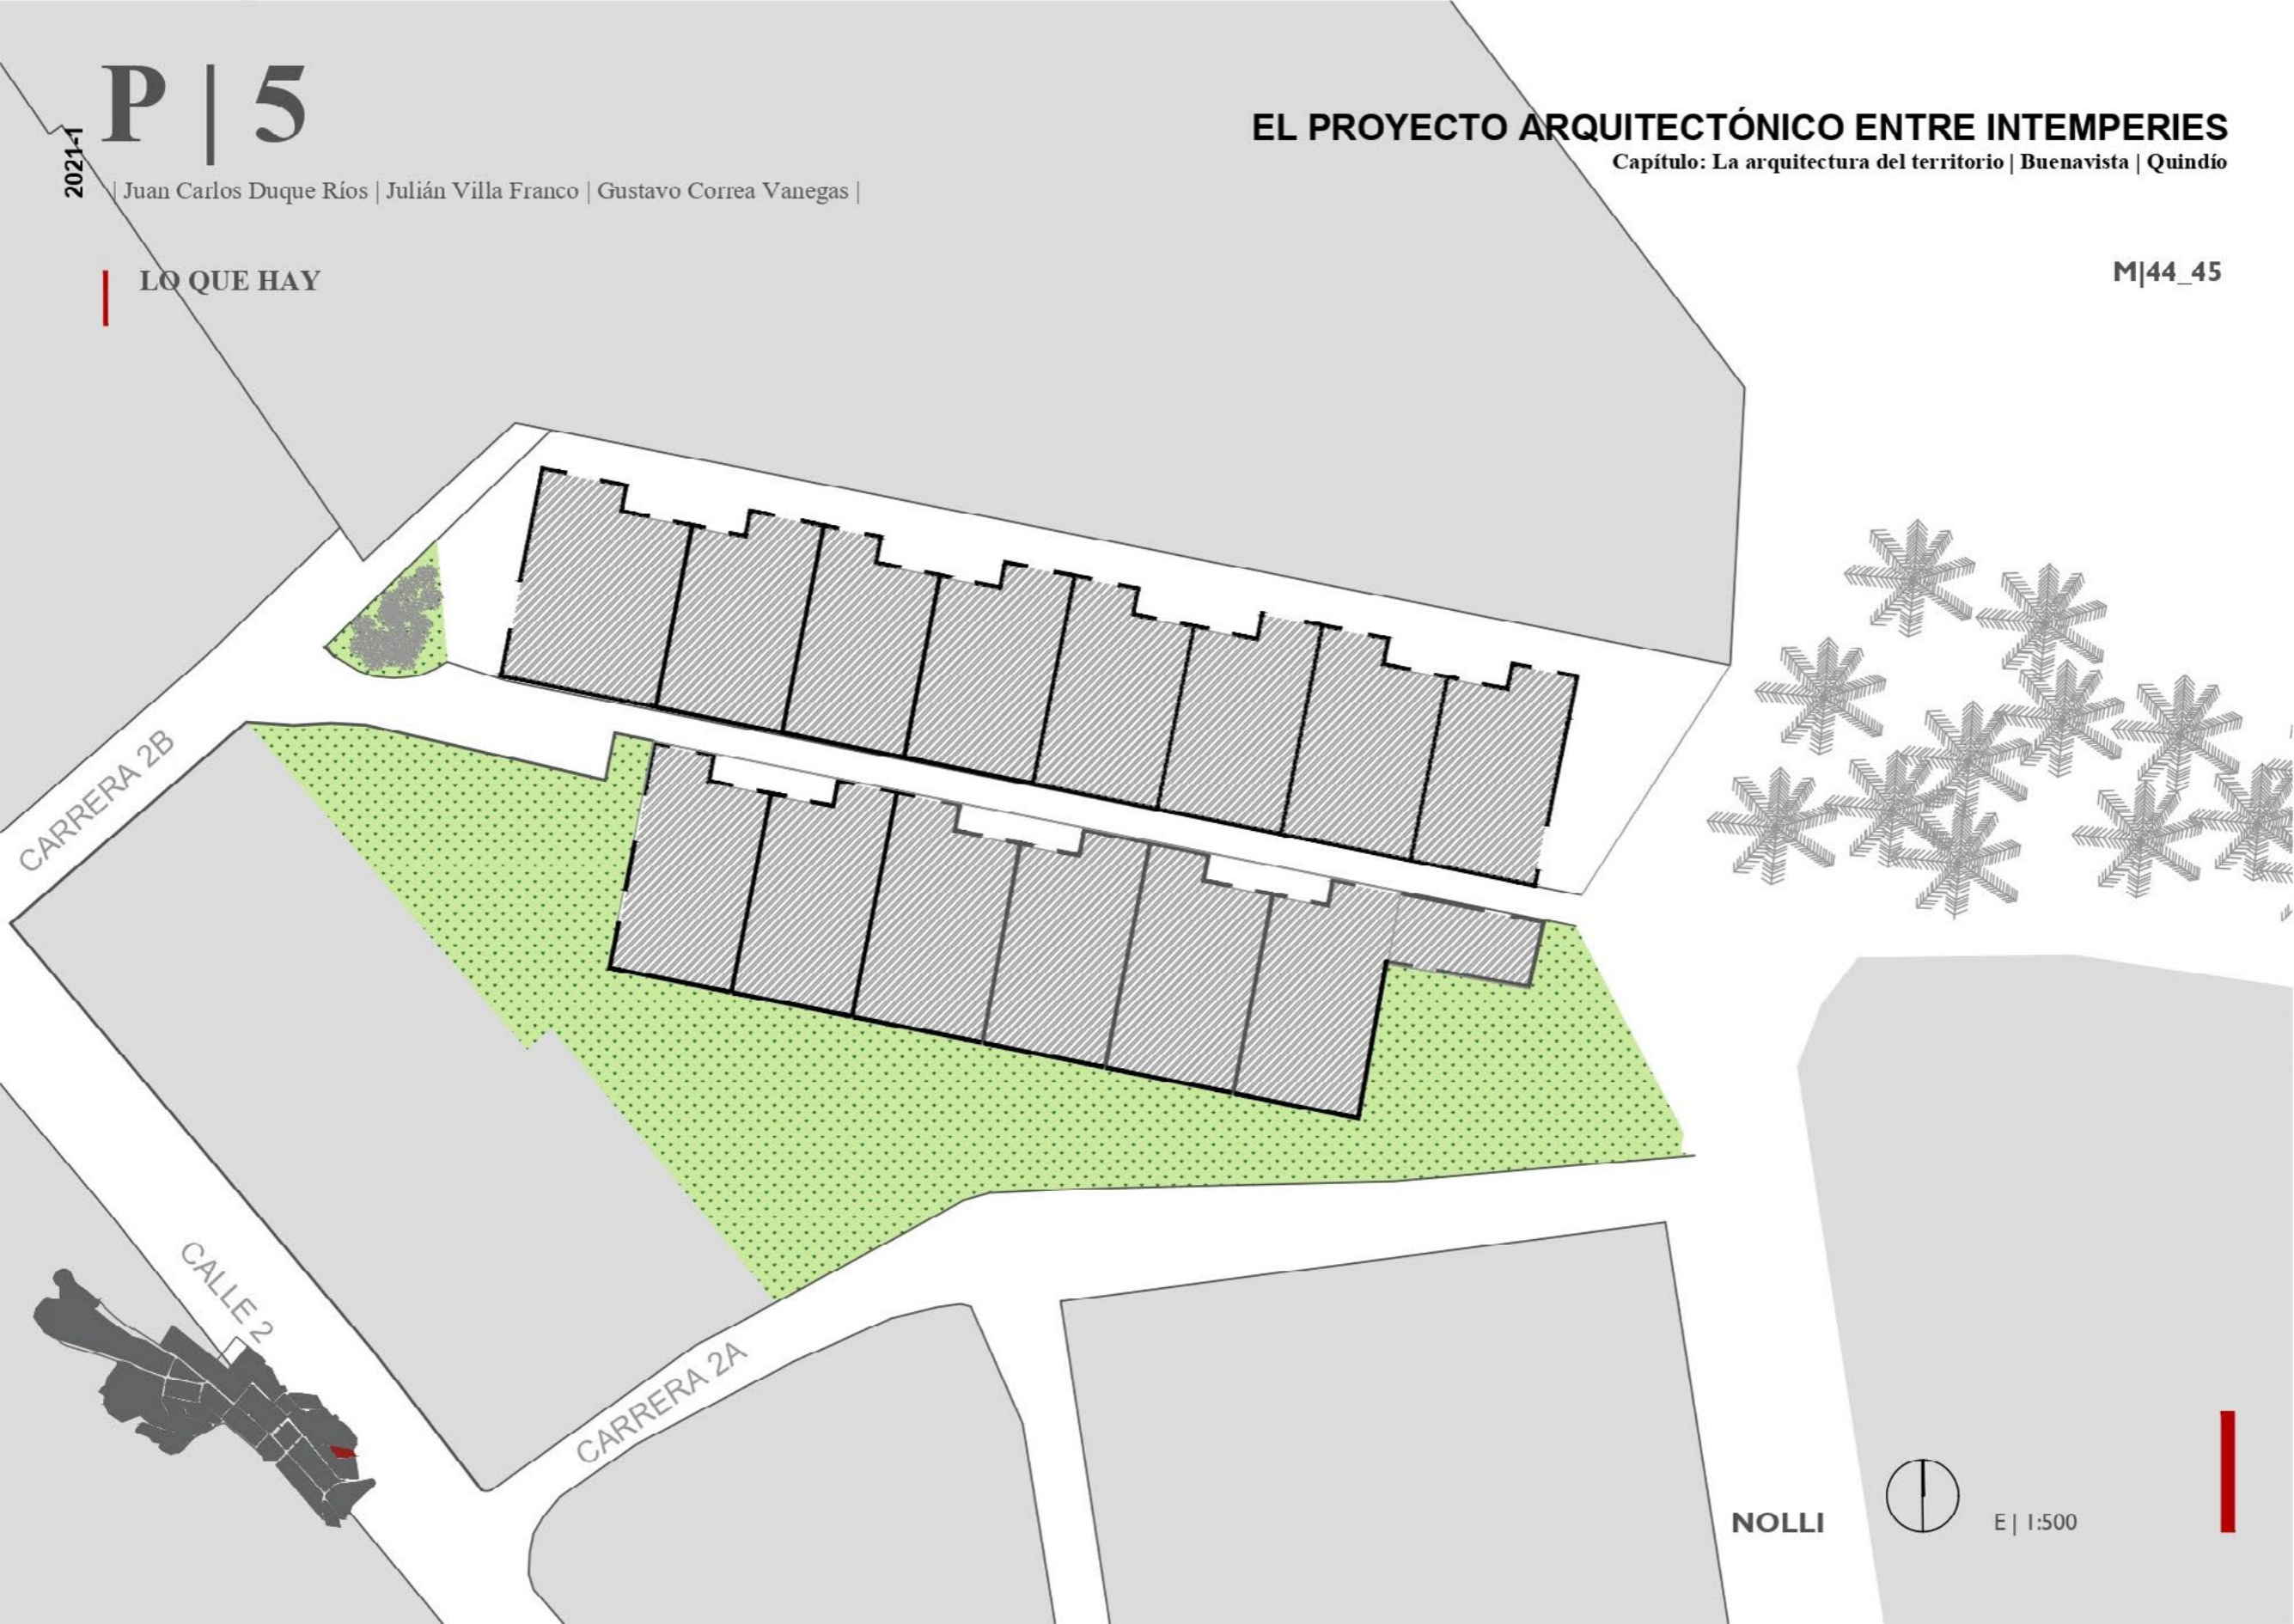 P | 5
2021-1
| Juan Carlos Duque Ríos | Julián Villa Franco | Gustavo Correa Vanegas |
LO QUE HAY
EL PROYECTO ARQUITECTÓNICO ENTRE INTEMPERIES
Capítulo: La arquitectura del territorio | Buenavista | Quindío
M|44_45
CARRERA 2B
CALLE 2
CARRERA 2A
NOLLI
E | 1:500